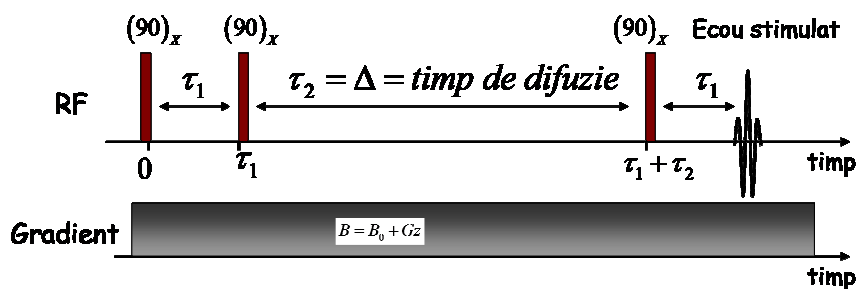 (90)ₓ (90)ₓ (90)ₓ Ecou stimulat
τ₁ τ₂ = Δ = timp de difuzie τ₁
RF
0 τ₁ τ₁ + τ₂ timp
Gradient B = B₀ + Gz
timp